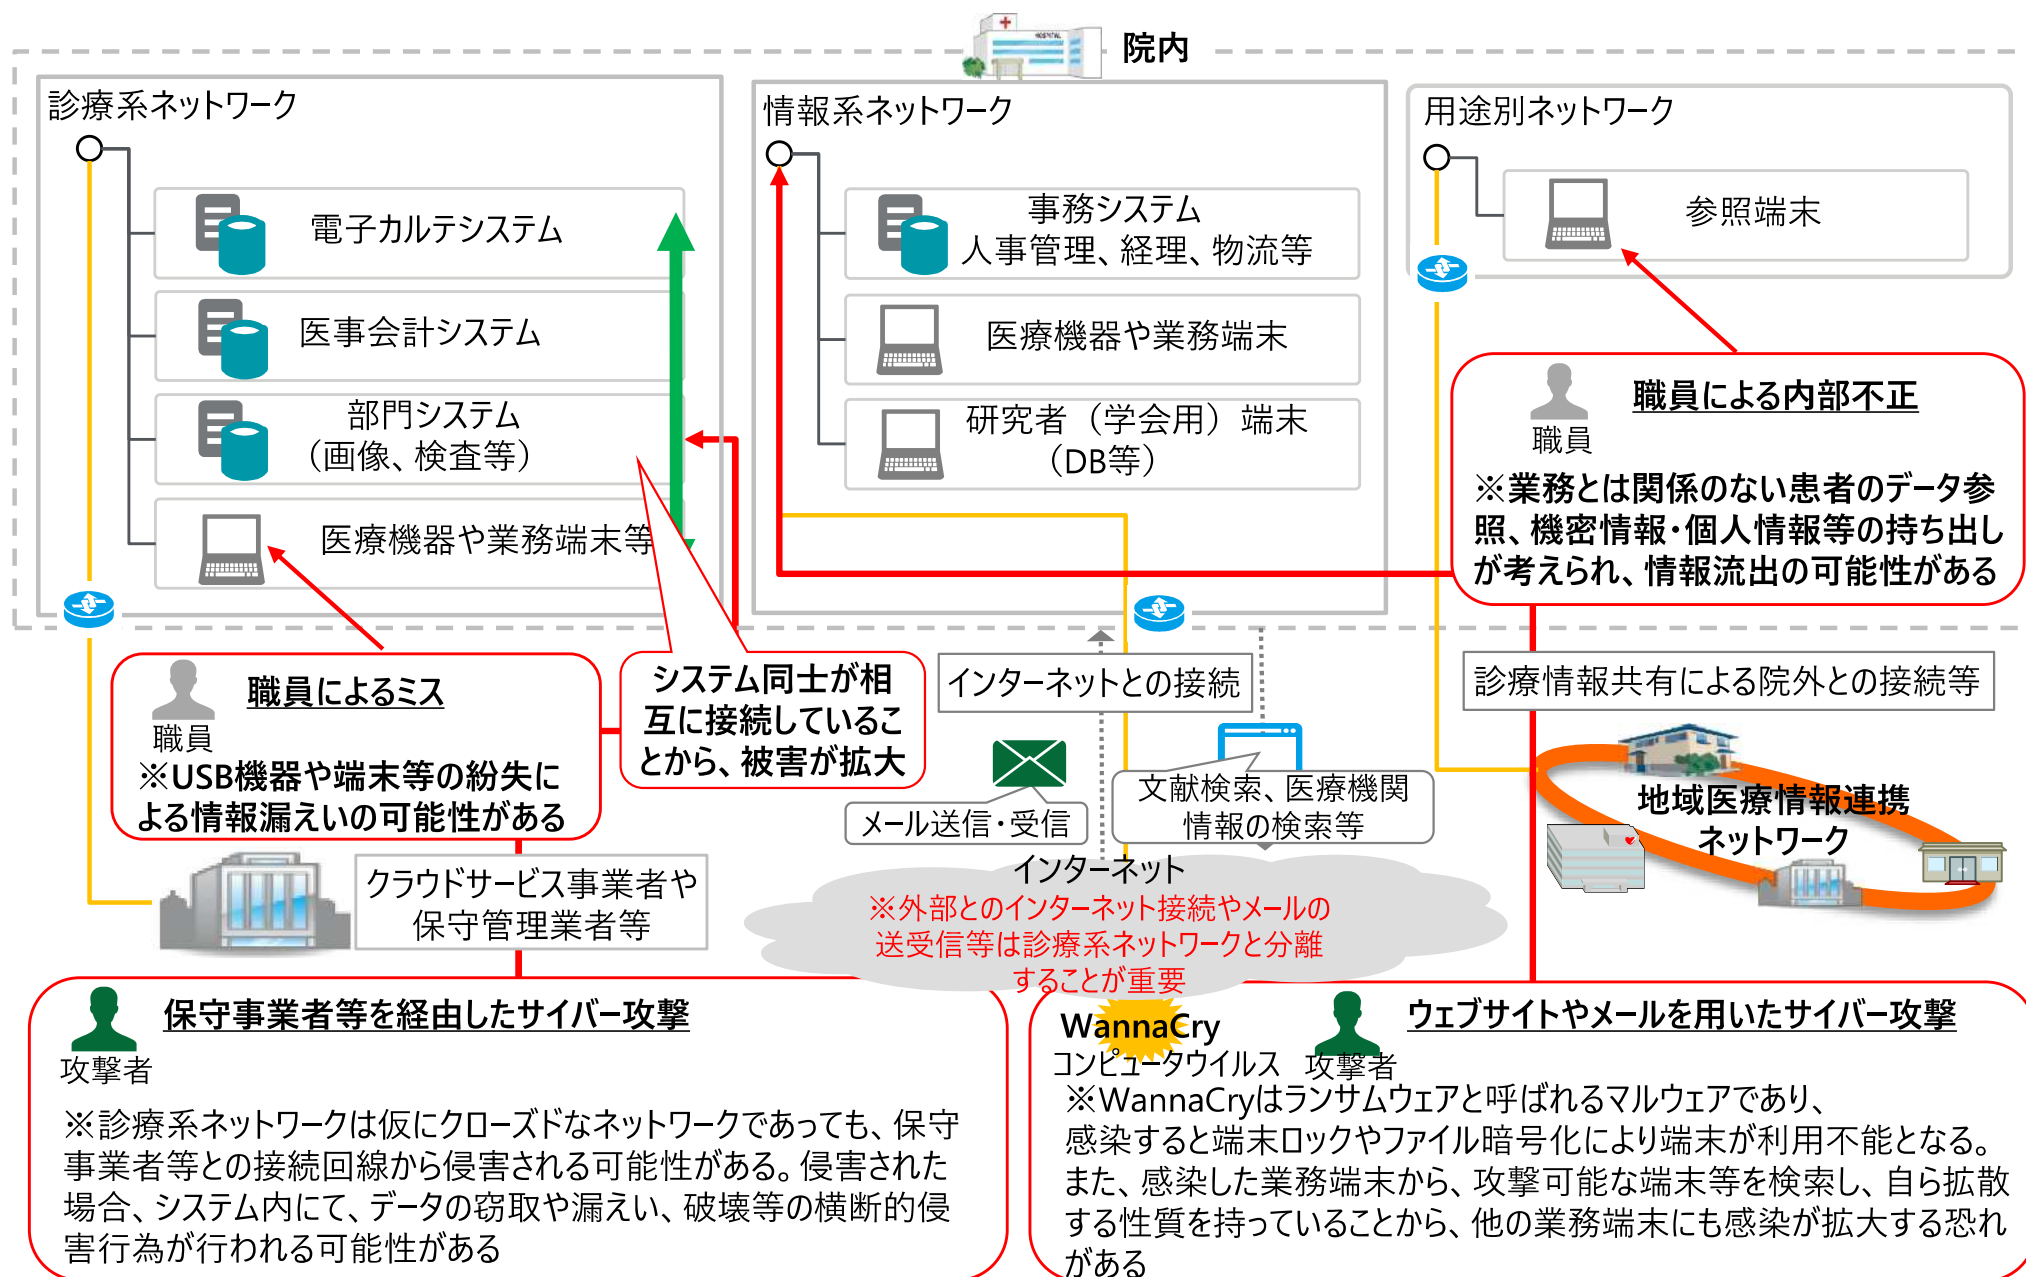 HOSPITAL
院内
診療系ネットワーク
電子カルテシステム
医事会計システム
部門システム
（画像、検査等）
医療機器や業務端末等
情報系ネットワーク
事務システム
人事管理、経理、物流等
医療機器や業務端末
研究者（学会用）端末
（DB等）
用途別ネットワーク
参照端末
職員による内部不正
職員
※業務とは関係のない患者のデータ参
照、機密情報・個人情報等の持ち出し
が考えられ、情報流出の可能性がある
職員によるミス
職員
※USB機器や端末等の紛失に
よる情報漏えいの可能性がある
システム同士が相
互に接続しているこ
とから、被害が拡大
インターネットとの接続
診療情報共有による院外との接続等
メール送信・受信
文献検索、医療機関
情報の検索等
地域医療情報連携
ネットワーク
クラウドサービス事業者や
保守管理業者等
インターネット
※外部とのインターネット接続やメールの
送受信等は診療系ネットワークと分離
することが重要
保守事業者等を経由したサイバー攻撃
攻撃者
※診療系ネットワークは仮にクローズドなネットワークであっても、保守
事業者等との接続回線から侵害される可能性がある。侵害された
場合、システム内にて、データの窃取や漏えい、破壊等の横断的侵
害行為が行われる可能性がある
WannaCry
コンピュータウイルス
攻撃者
ウェブサイトやメールを用いたサイバー攻撃
※WannaCryはランサムウェアと呼ばれるマルウェアであり、
感染すると端末ロックやファイル暗号化により端末が利用不能となる。
また、感染した業務端末から、攻撃可能な端末等を検索し、自ら拡散
する性質を持っていることから、他の業務端末にも感染が拡大する恐れ
がある